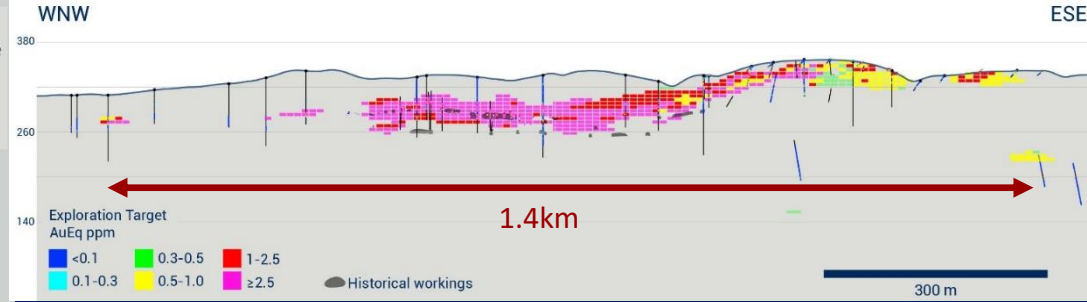 WNW
ESE
380
260
140
1.4km
Exploration Target
AuEq ppm
<0.1
0.3-0.5
1-2.5
0.1-0.3
0.5-1.0
≥2.5
Historical workings
300 m